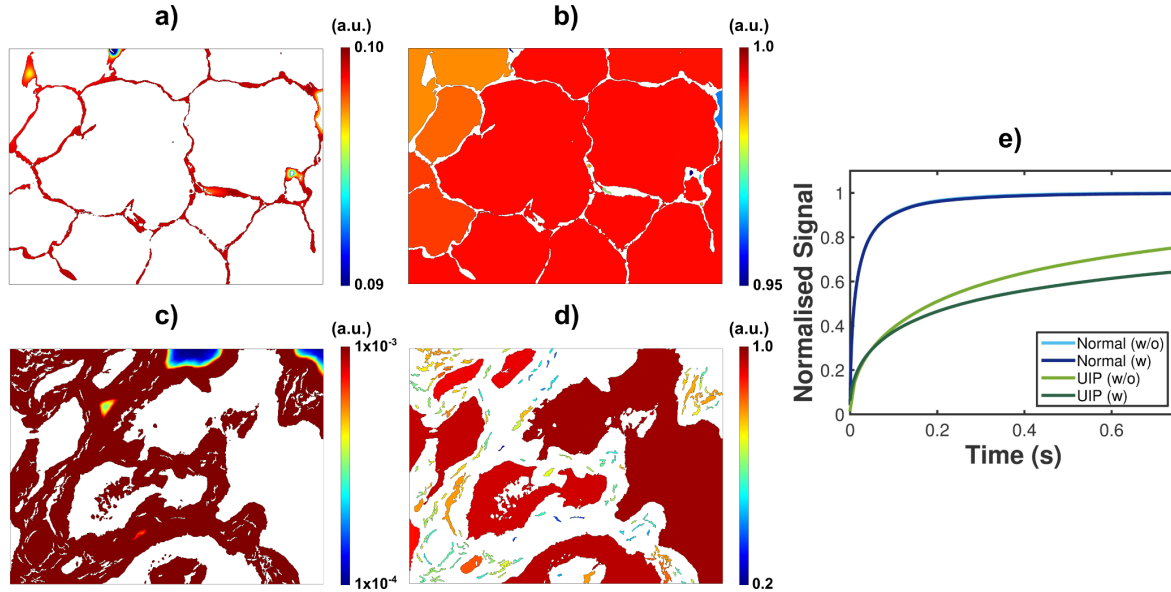 a)
(a.u.)
0.10
0.09
b)
(a.u.)
1.0
0.95
c)
(a.u.)
1x10⁻³
1x10⁻⁴
d)
(a.u.)
1.0
0.2
e)
Normalised Signal
1
0.8
0.6
0.4
0.2
0
0
0.2
0.4
0.6
Time (s)
Normal (w/o)
Normal (w)
UIP (w/o)
UIP (w)